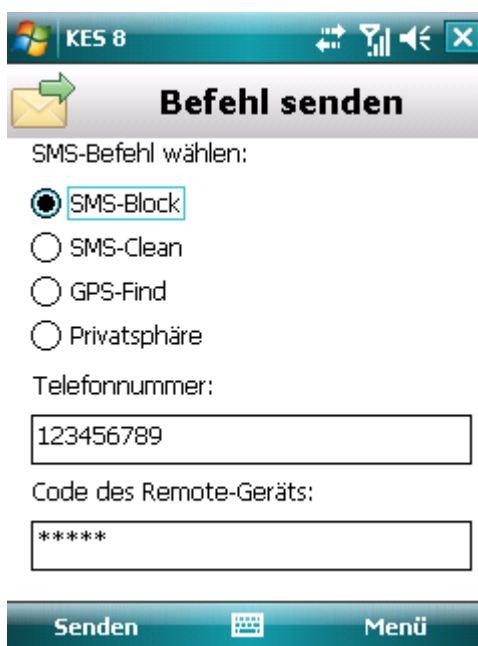 KES 8
Befehl senden
SMS-Befehl wählen:
SMS-Block
SMS-Clean
GPS-Find
Privatsphäre
Telefonnummer:
123456789
Code des Remote-Geräts:
*****
Senden
Menü